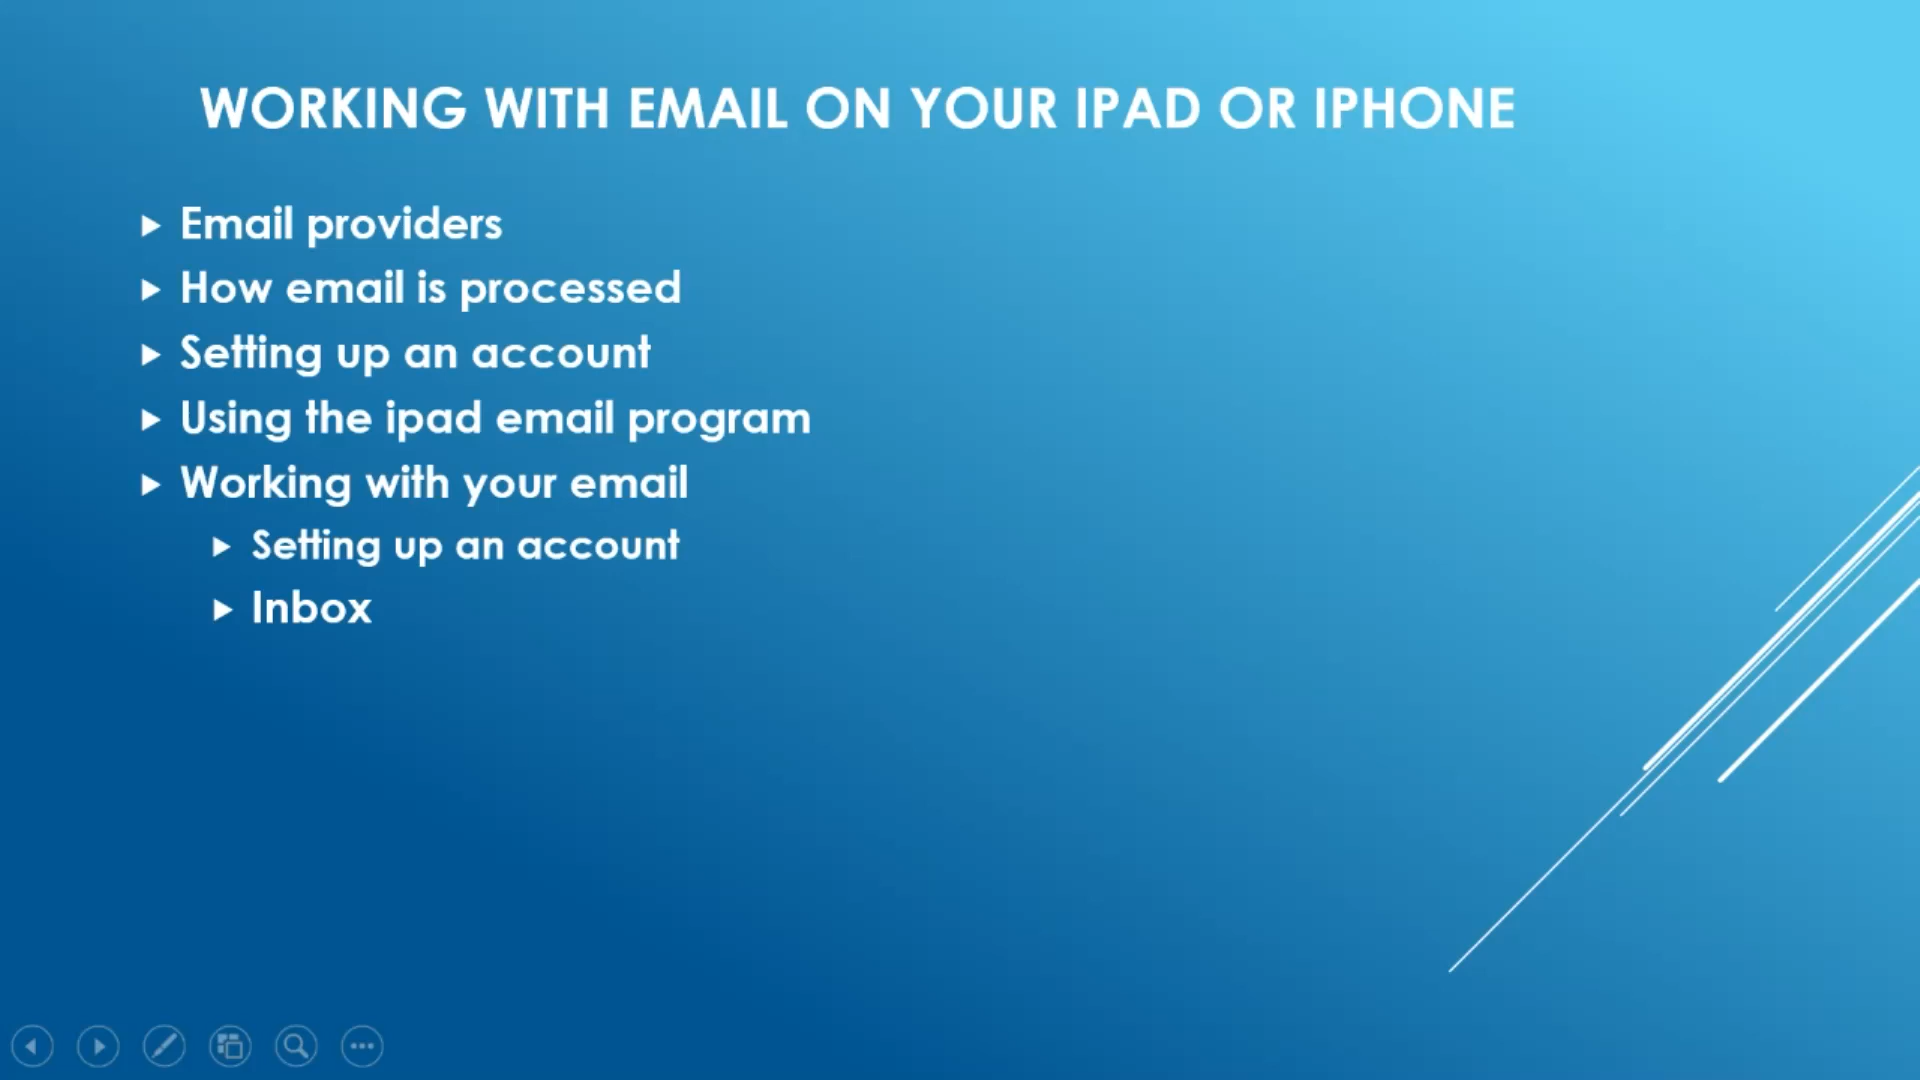 WORKING WITH EMAIL ON YOUR IPAD OR IPHONE
Email providers
How email is processed
Setting up an account
Using the ipad email program
Working with your email
Setting up an account
Inbox